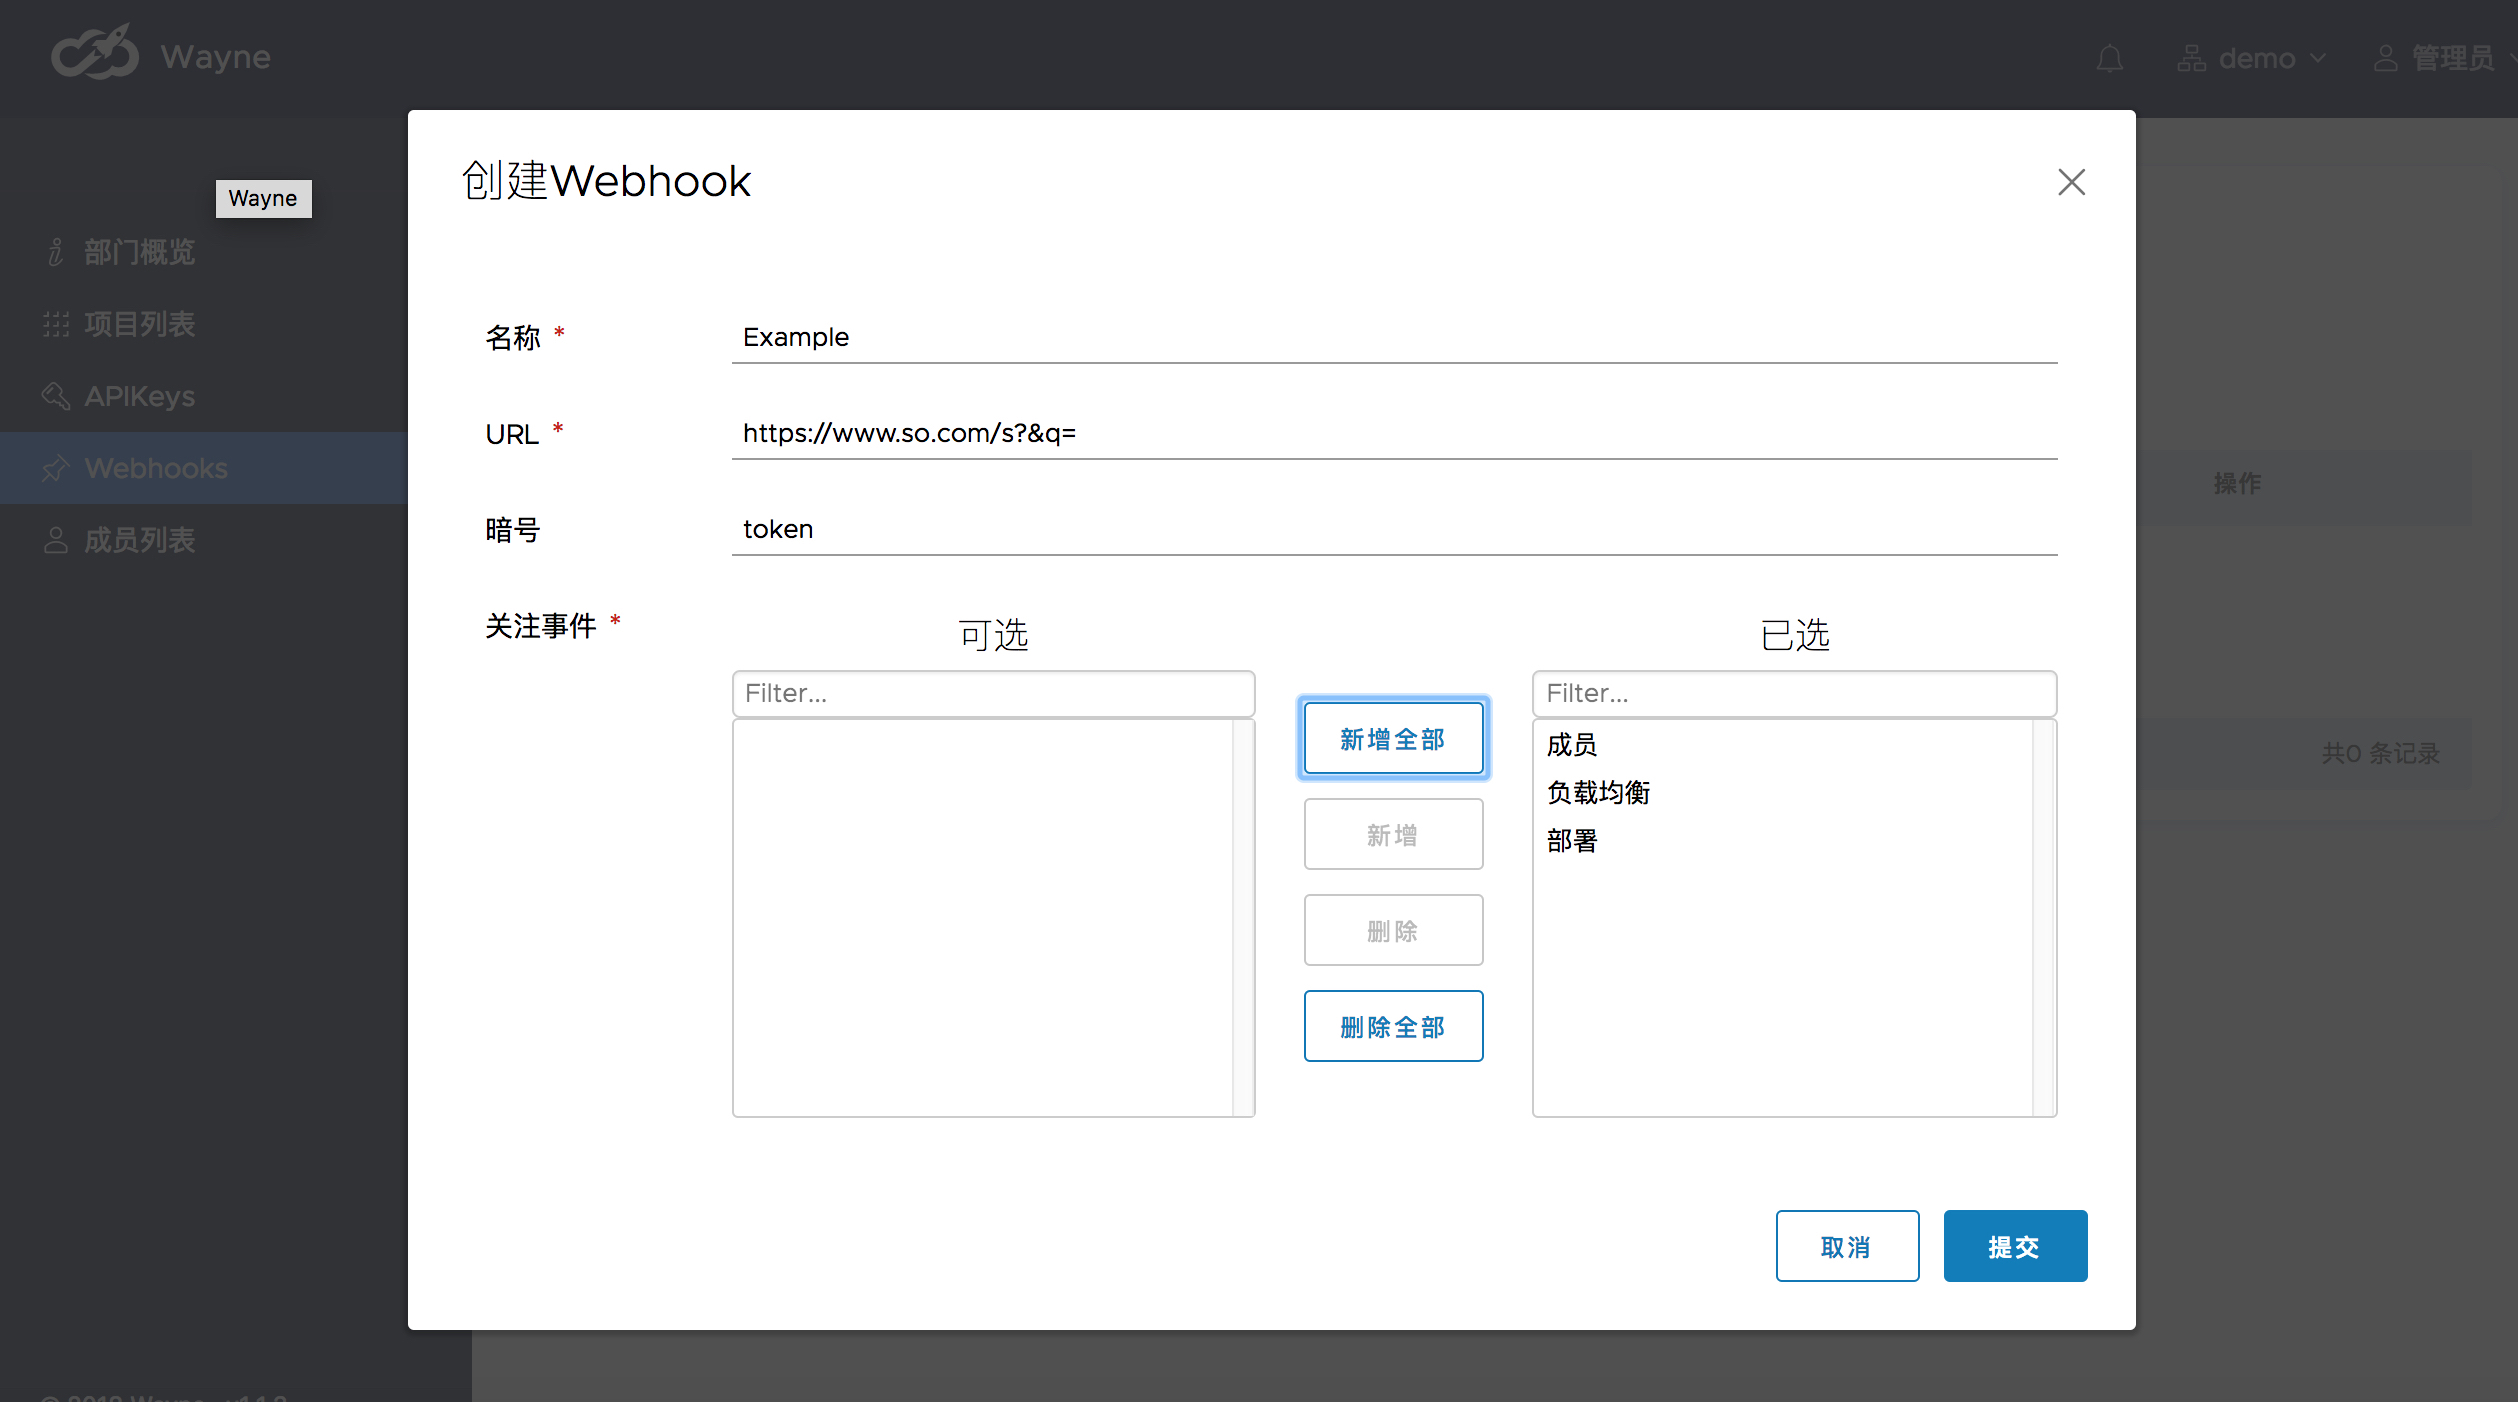 Wayne
demo
管理员
创建Webhook
Wayne
部门概览
项目列表
APIKeys
Webhooks
成员列表
名称 *
Example
URL *
https://www.so.com/s?&q=
暗号
token
关注事件 *
可选
已选
Filter...
Filter...
新增全部
新增
删除
删除全部
成员
负载均衡
部署
操作
共0 条记录
取消
提交